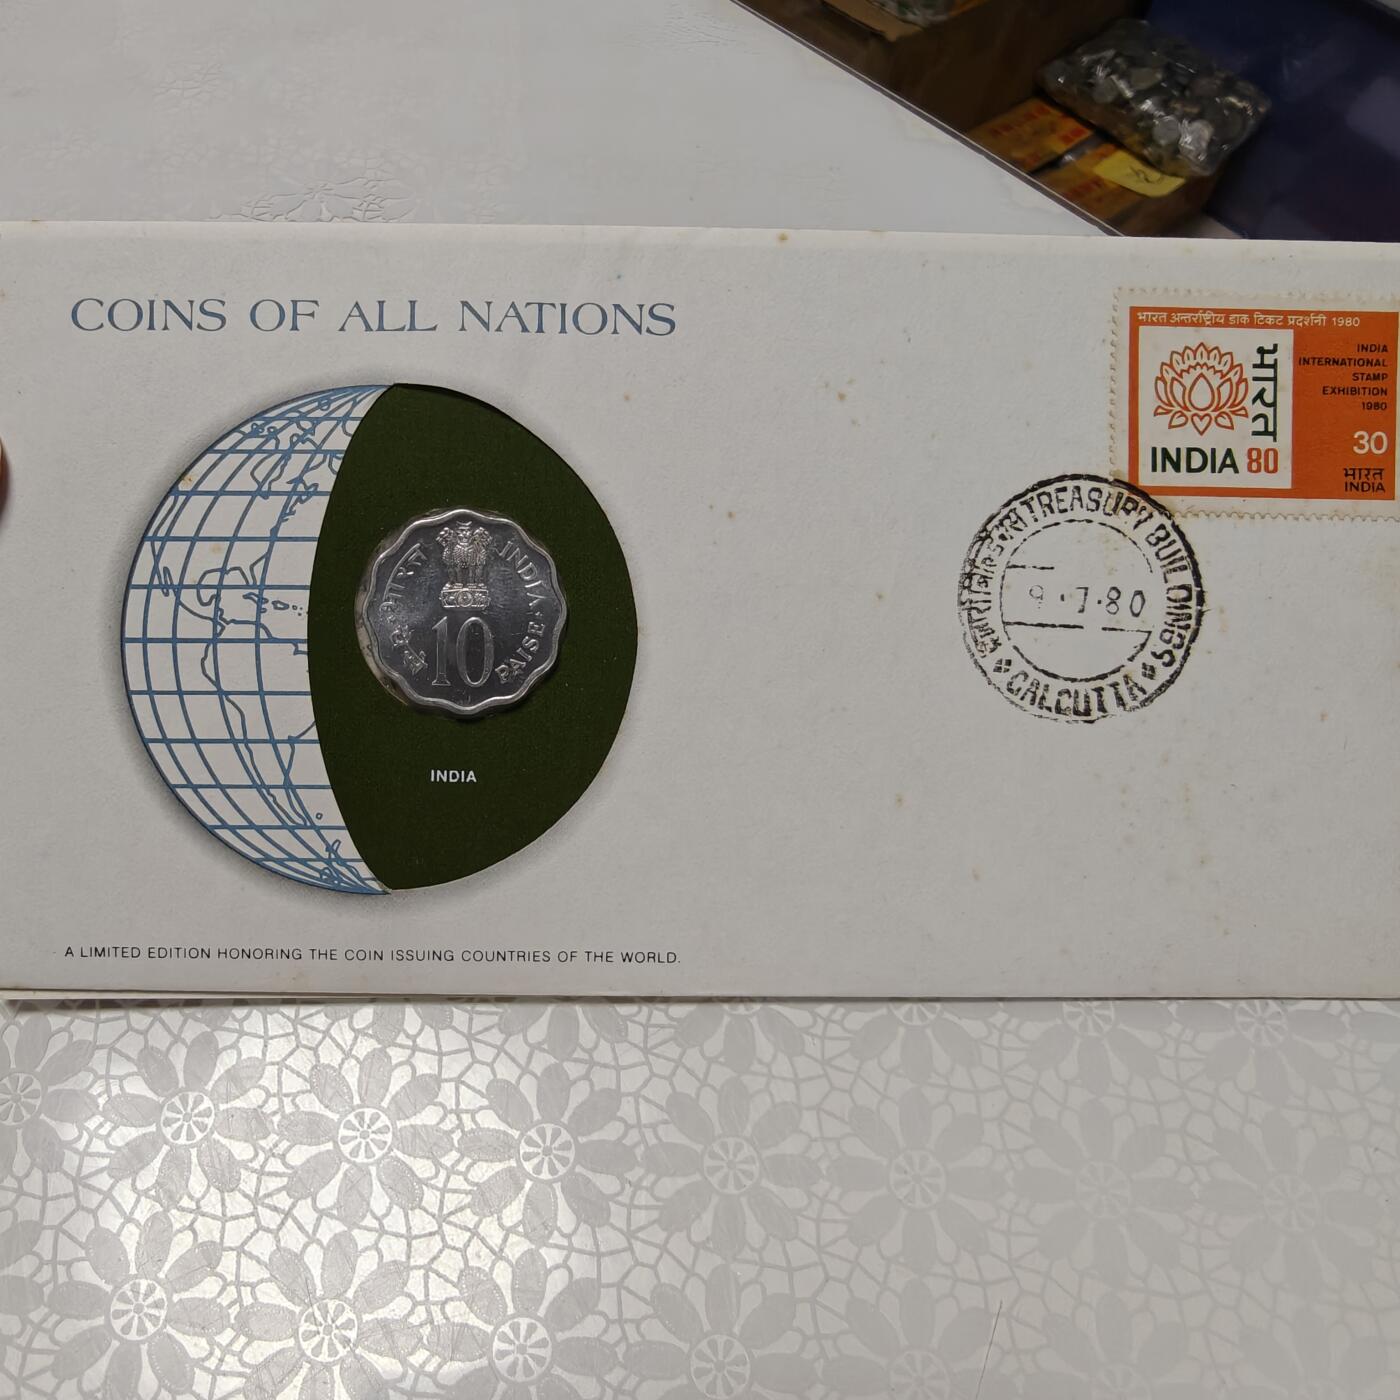 COINS OF ALL NATIONS
भारत अन्तर्राष्ट्रीय डाक टिकट प्रदर्शनी 1980
INDIA
INTERNATIONAL
STAMP
EXHIBITION
1980
भारत
INDIA 80
30
भारत
INDIA
TREASURY BUILDINGS
9.7.80
CALCUTTA
भारत INDIA
10
पैसे PAISE
INDIA
A LIMITED EDITION HONORING THE COIN ISSUING COUNTRIES OF THE WORLD.